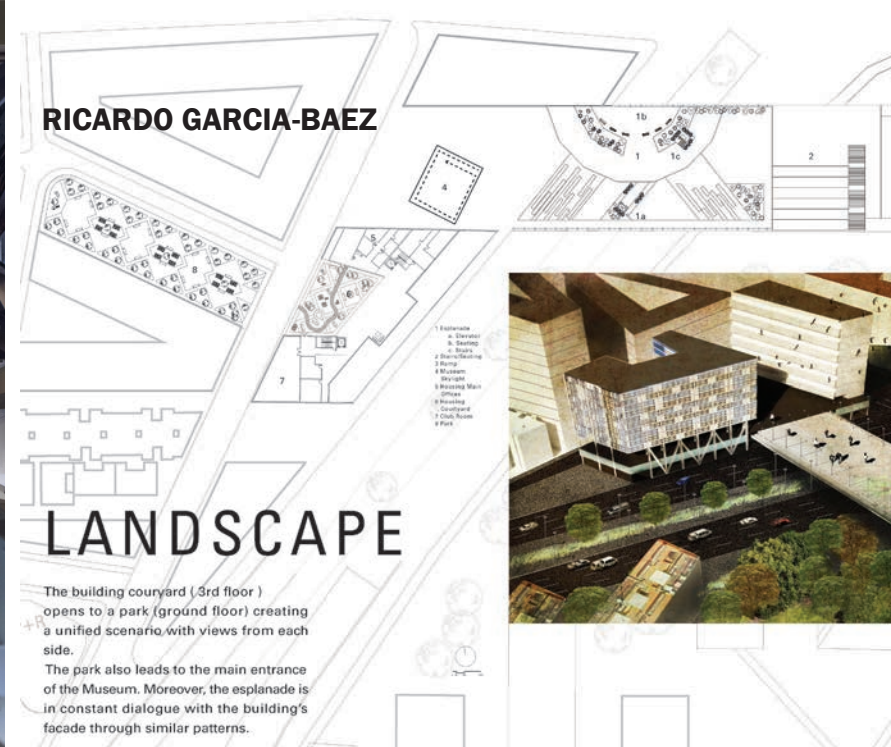 RICARDO GARCIA-BAEZ
1b
1
1c
2
1a
4
5
8
7
1 Esplanade
a. Elevator
b. Seating
c. Stairs
2 Stairs/Seating
3 Ramp
4 Museum
Skylight
5 Housing Main
Offices
6 Housing
Courtyard
7 Club Room
8 Park
LANDSCAPE
The building couryard ( 3rd floor )
opens to a park (ground floor) creating
a unified scenario with views from each
side.
The park also leads to the main entrance
of the Museum. Moreover, the esplanade is
in constant dialogue with the building's
facade through similar patterns.
+R